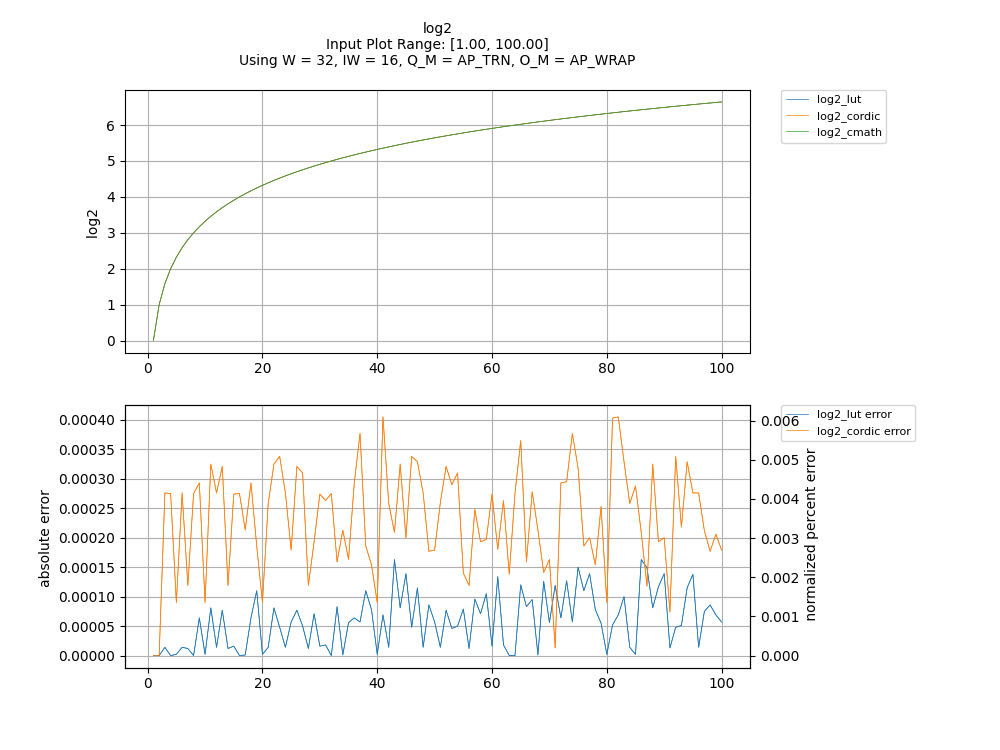 log2
Input Plot Range: [1.00, 100.00]
Using W = 32, IW = 16, Q_M = AP_TRN, O_M = AP_WRAP
log2_lut
log2_cordic
log2_cmath
log2
6
5
4
3
2
1
0
0 20 40 60 80 100
log2_lut error
log2_cordic error
absolute error
0.00040
0.00035
0.00030
0.00025
0.00020
0.00015
0.00010
0.00005
0.00000
0.006
0.005
0.004
0.003
0.002
0.001
0.000
normalized percent error
0 20 40 60 80 100